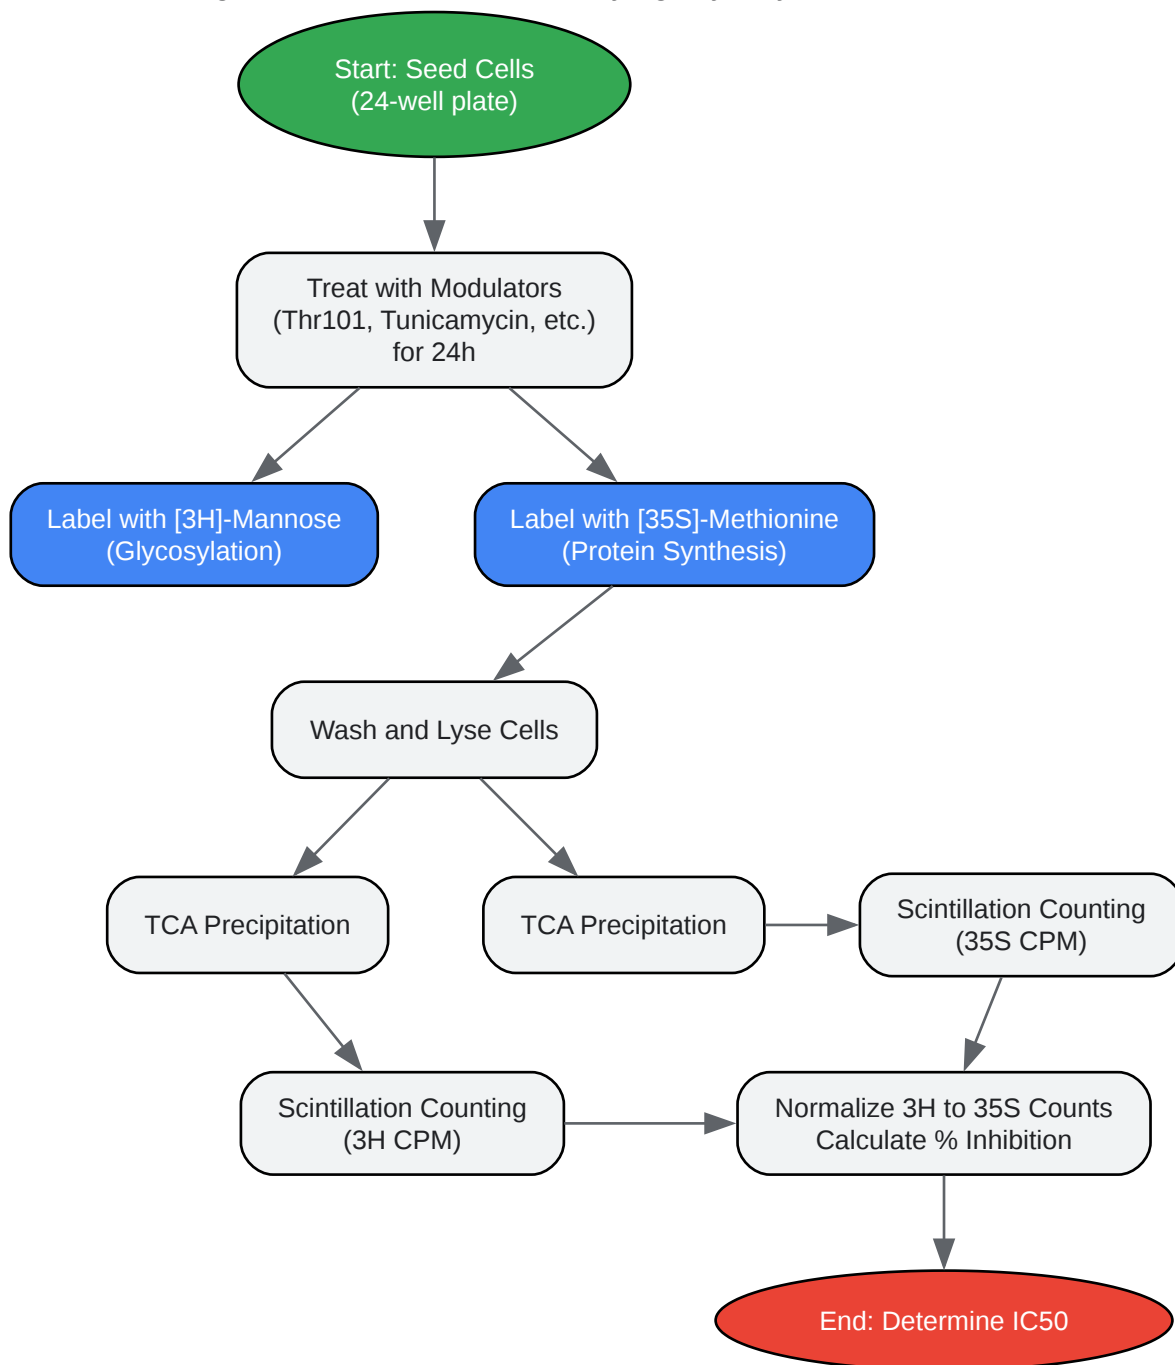 Start: Seed Cells
(24-well plate)
Treat with Modulators
(Thr101, Tunicamycin, etc.)
for 24h
Label with [3H]-Mannose
(Glycosylation)
Label with [35S]-Methionine
(Protein Synthesis)
Wash and Lyse Cells
TCA Precipitation
TCA Precipitation
Scintillation Counting
(35S CPM)
Scintillation Counting
(3H CPM)
Normalize 3H to 35S Counts
Calculate % Inhibition
End: Determine IC50